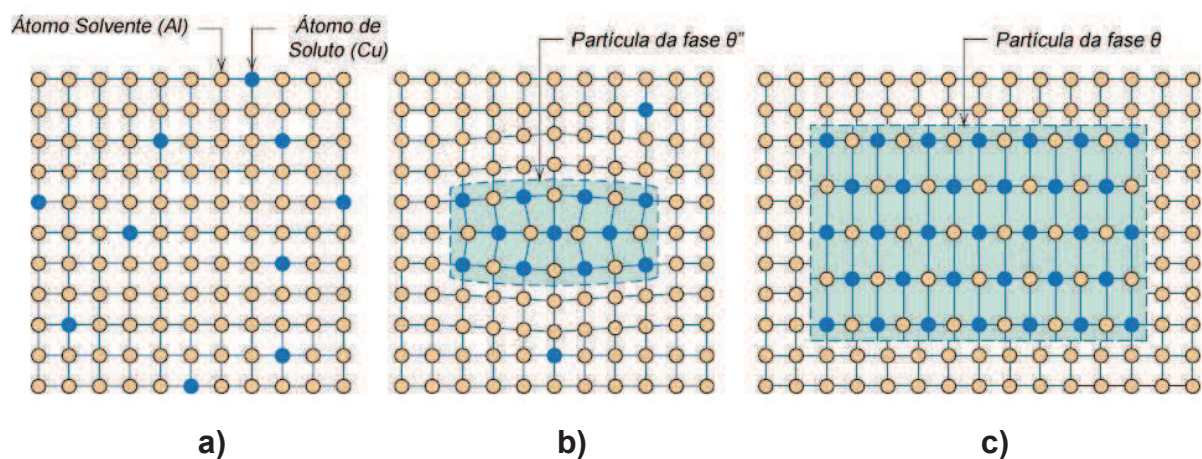 Átomo Solvente (Al)
Átomo de
Soluto (Cu)
Partícula da fase θ”
Partícula da fase θ
a)
b)
c)